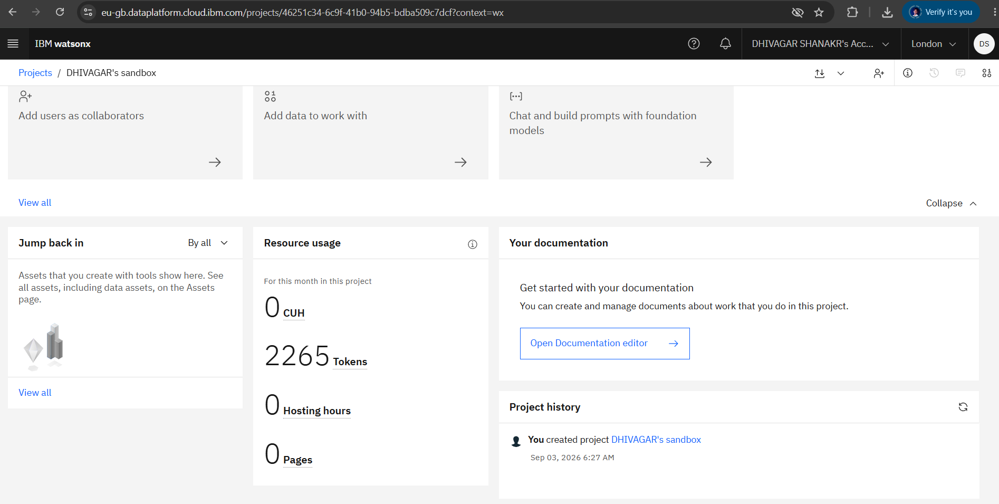 eu-gb.dataplatform.cloud.ibm.com/projects/46251c34-6c9f-41b0-94b5-bdba509c7dcf?context=wx
Verify it's you
IBM watsonx
DHIVAGAR SHANAKR's Acc...
London
DS
Projects / DHIVAGAR's sandbox
Add users as collaborators
Add data to work with
Chat and build prompts with foundation
models
View all
Collapse
Jump back in
By all
Assets that you create with tools show here. See
all assets, including data assets, on the Assets
page.
View all
Resource usage
For this month in this project
0 CUH
2265 Tokens
0 Hosting hours
0 Pages
Your documentation
Get started with your documentation
You can create and manage documents about work that you do in this project.
Open Documentation editor
Project history
You created project DHIVAGAR's sandbox
Sep 03, 2026 6:27 AM